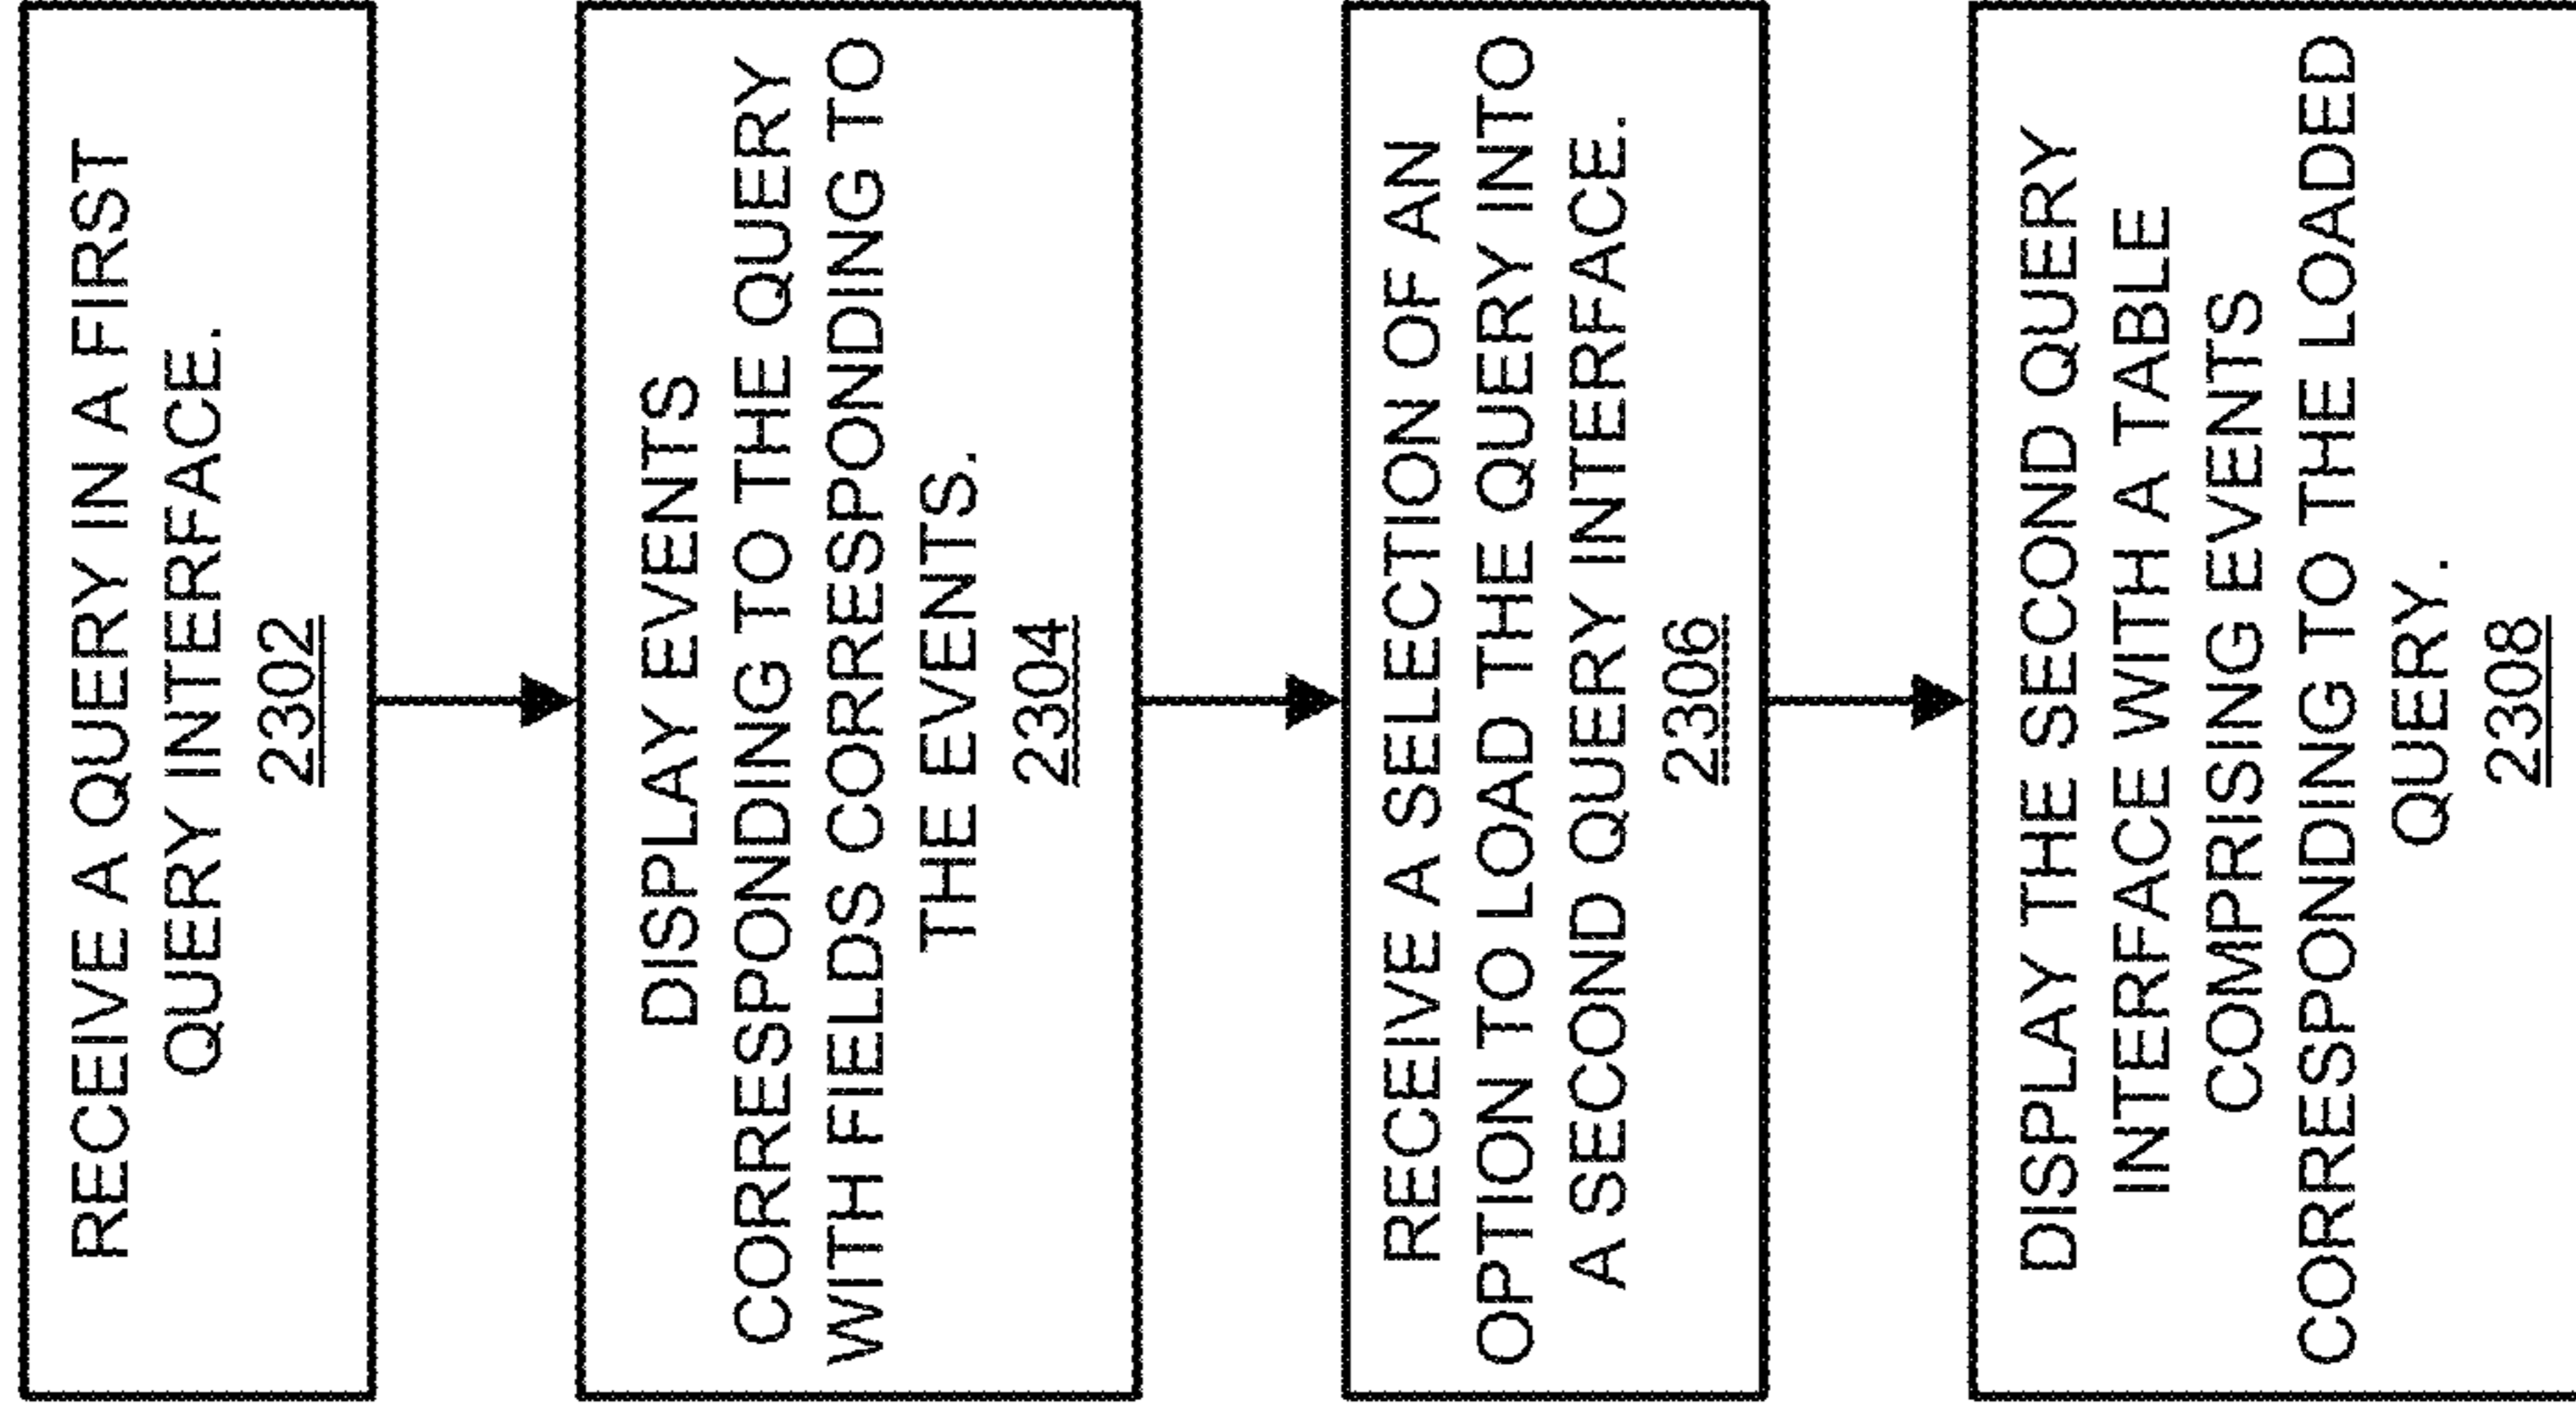 RECEIVE A QUERY IN A FIRST
QUERY INTERFACE.
2302
DISPLAY EVENTS
CORRESPONDING TO THE QUERY
WITH FIELDS CORRESPONDING TO
THE EVENTS.
2304
RECEIVE A SELECTION OF AN
OPTION TO LOAD THE QUERY INTO
A SECOND QUERY INTERFACE.
2306
DISPLAY THE SECOND QUERY
INTERFACE WITH A TABLE
COMPRISING EVENTS
CORRESPONDING TO THE LOADED
QUERY.
2308